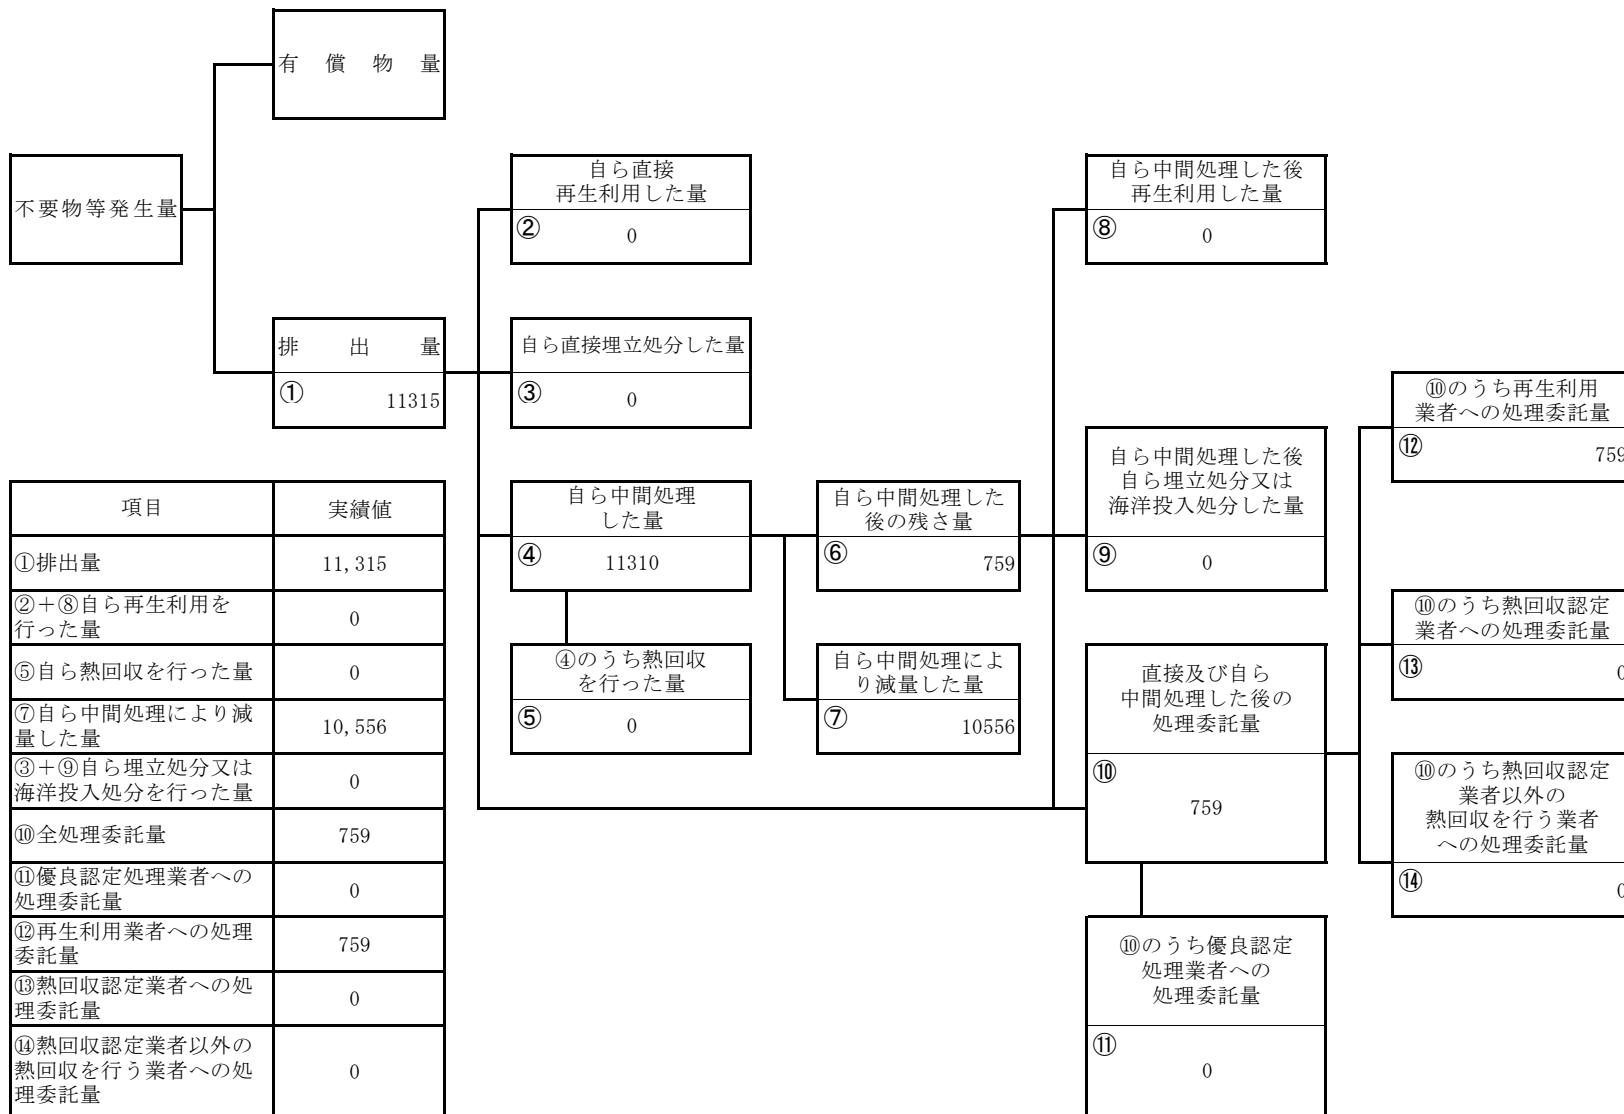 有償物量
不要物等発生量
自ら直接
再生利用した量
②
0
自ら中間処理した後
再生利用した量
⑧
0
排出量
①
11315
自ら直接埋立処分した量
③
0
⑩のうち再生利用
業者への処理委託量
⑫
759
自ら中間処理
した量
④
11310
自ら中間処理した
後の残さ量
⑥
759
自ら中間処理した後
自ら埋立処分又は
海洋投入処分した量
⑨
0
④のうち熱回収
を行った量
⑤
0
自ら中間処理によ
り減量した量
⑦
10556
直接及び自ら
中間処理した後の
処理委託量
⑩
759
⑩のうち熱回収認定
業者への処理委託量
⑬
0
⑩のうち熱回収認定
業者以外の
熱回収を行う業者
への処理委託量
⑭
0
⑩のうち優良認定
処理業者への
処理委託量
⑪
0
項目 実績値
①排出量 11,315
②+⑧自ら再生利用を
行った量
0
⑤自ら熱回収を行った量 0
⑦自ら中間処理により減
量した量
10,556
③+⑨自ら埋立処分又は
海洋投入処分を行った量
0
⑩全処理委託量 759
⑪優良認定処理業者への
処理委託量
0
⑫再生利用業者への処理
委託量
759
⑬熱回収認定業者への処
理委託量
0
⑭熱回収認定業者以外の
熱回収を行う業者への処
理委託量
0